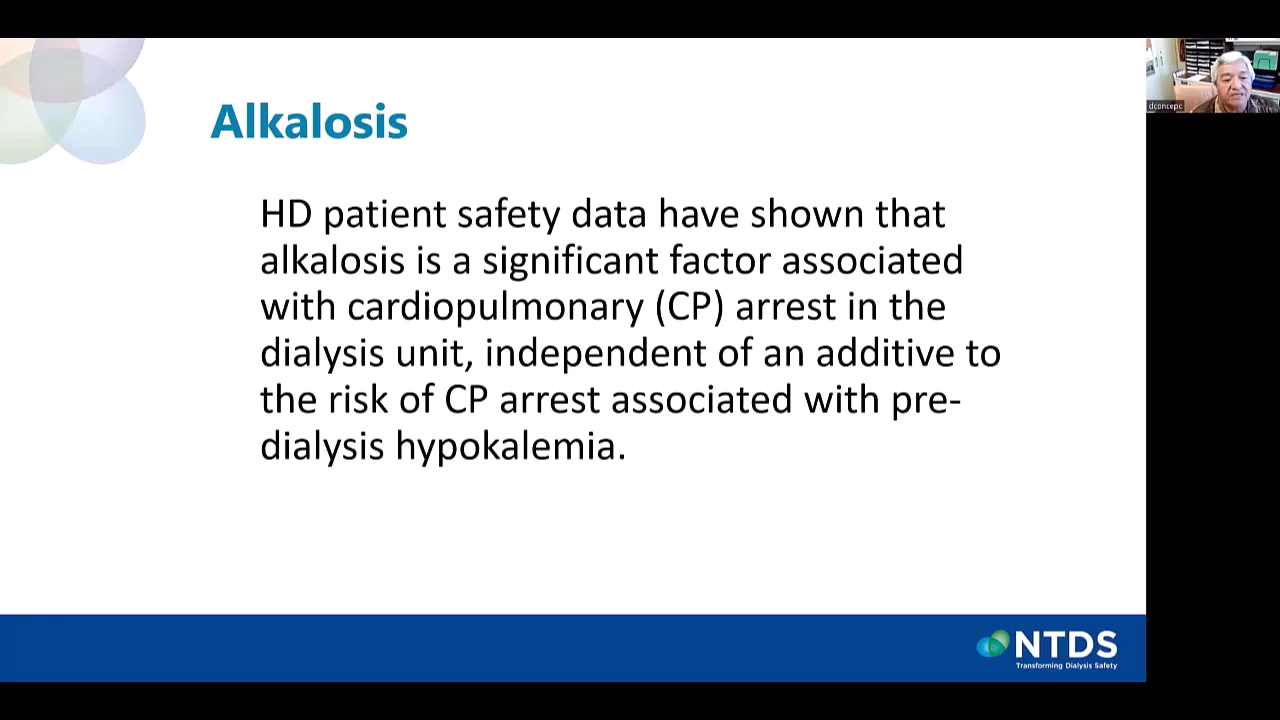 Alkalosis
HD patient safety data have shown that
alkalosis is a significant factor associated
with cardiopulmonary (CP) arrest in the
dialysis unit, independent of an additive to
the risk of CP arrest associated with pre-
dialysis hypokalemia.
dconcepc
NTDS
Transforming Dialysis Safety